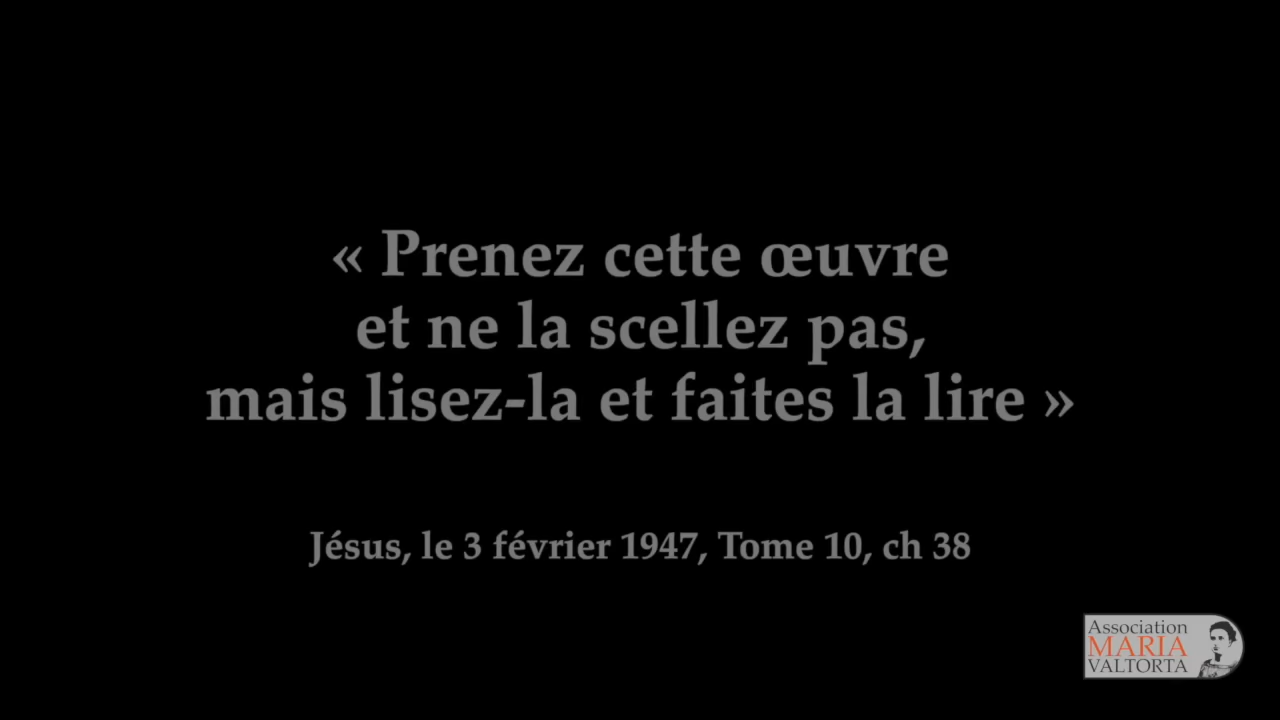 « Prenez cette œuvre
et ne la scellez pas,
mais lisez-la et faites la lire »
Jésus, le 3 février 1947, Tome 10, ch 38
Association
MARIA
VALTORTA